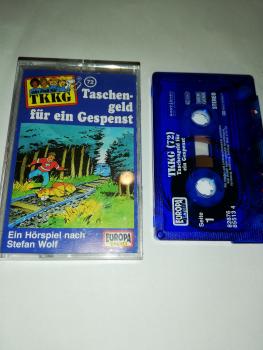 TKKG
72
Taschen-
geld
für ein Gespenst
EUROPA
Ein Hörspiel nach
Stefan Wolf
STEREO
TKKG (72)
Taschengeld für
ein Gespenst
EUROPA
Seite
1